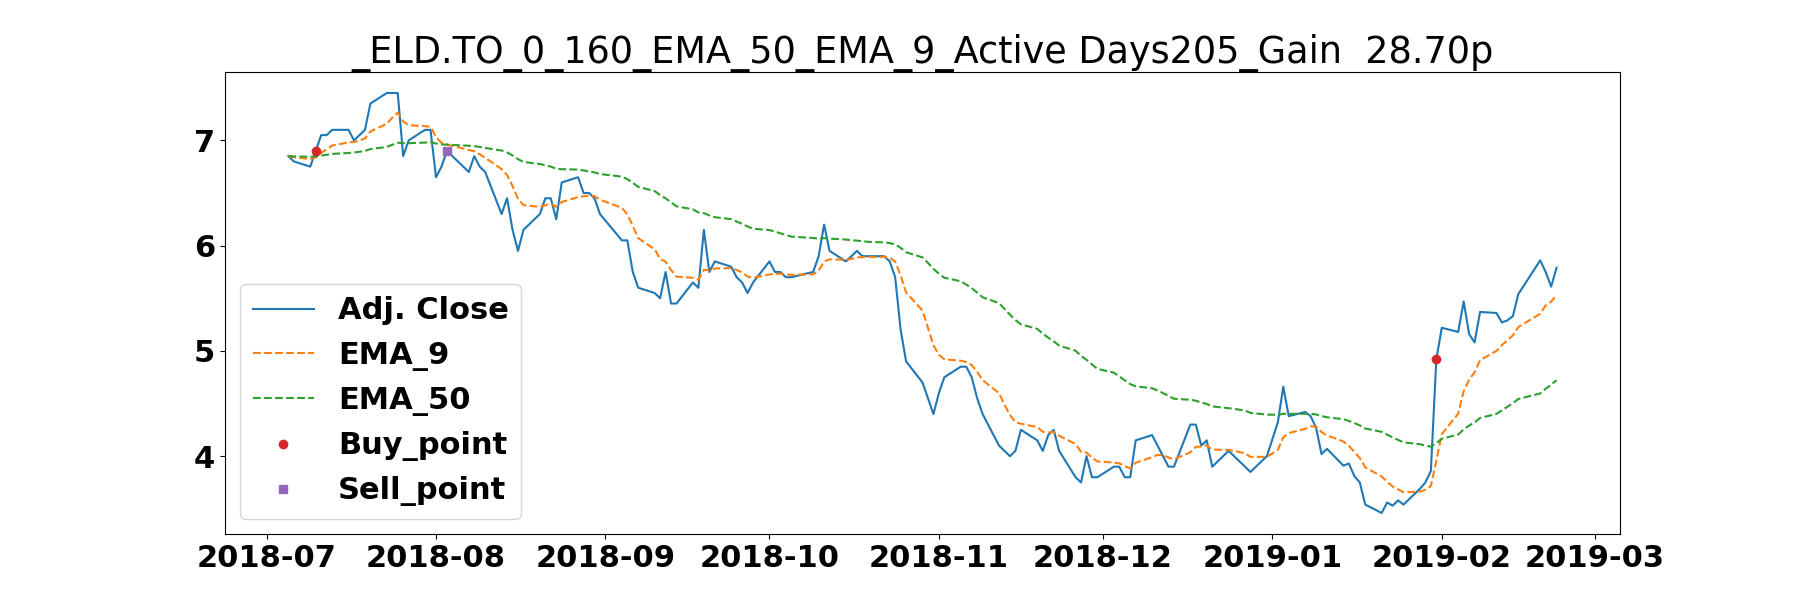 _ELD.TO_0_160_EMA_50_EMA_9_Active Days205_Gain  28.70p
7
6
5
4
Adj. Close
EMA_9
EMA_50
Buy_point
Sell_point
2018-07 2018-08 2018-09 2018-10 2018-11 2018-12 2019-01 2019-02 2019-03